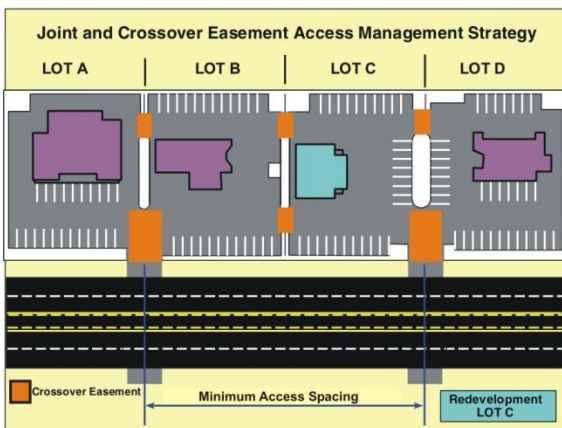 Joint and Crossover Easement Access Management Strategy
LOT A
LOT B
LOT C
LOT D
Crossover Easement
Minimum Access Spacing
Redevelopment
LOT C